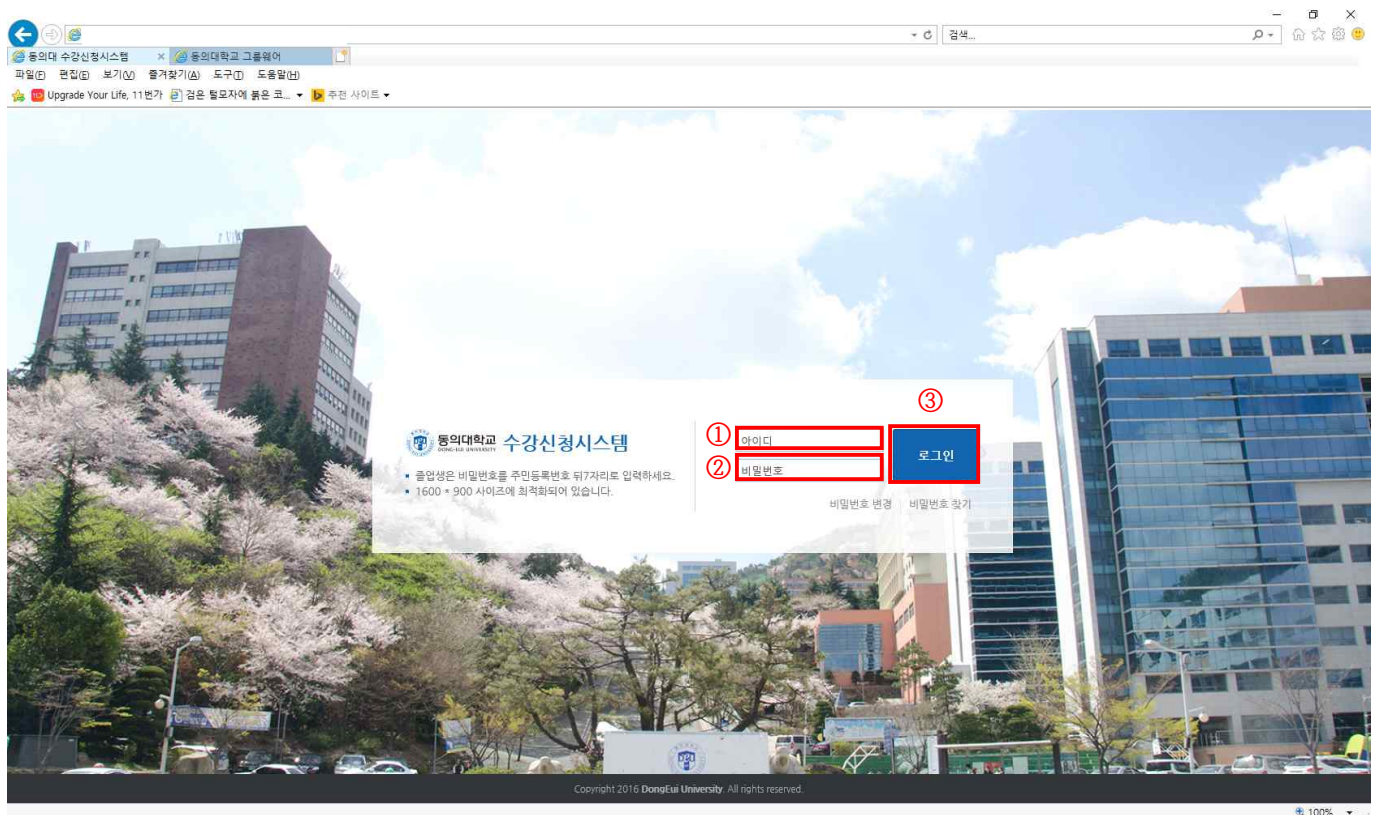 검색...
동의대 수강신청시스템 × 동의대학교 그룹웨어
파일(F) 편집(E) 보기(V) 즐겨찾기(A) 도구(T) 도움말(H)
Upgrade Your Life, 11번가 검은 털모자에 붉은 코... 추천 사이트
③
동의대학교 수강신청시스템
DONG-EUI UNIVERSITY
졸업생은 비밀번호를 주민등록번호 뒤7자리로 입력하세요.
1600 * 900 사이즈에 최적화되어 있습니다.
① 아이디
② 비밀번호
로그인
비밀번호 변경 비밀번호 찾기
Copyright 2016 DongEui University. All rights reserved.
100%